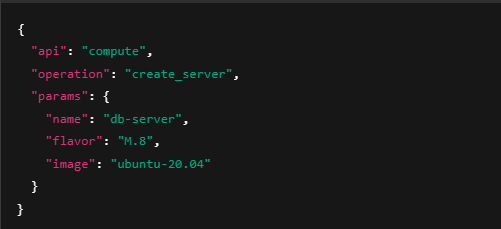 {
  "api": "compute",
  "operation": "create_server",
  "params": {
    "name": "db-server",
    "flavor": "M.8",
    "image": "ubuntu-20.04"
  }
}